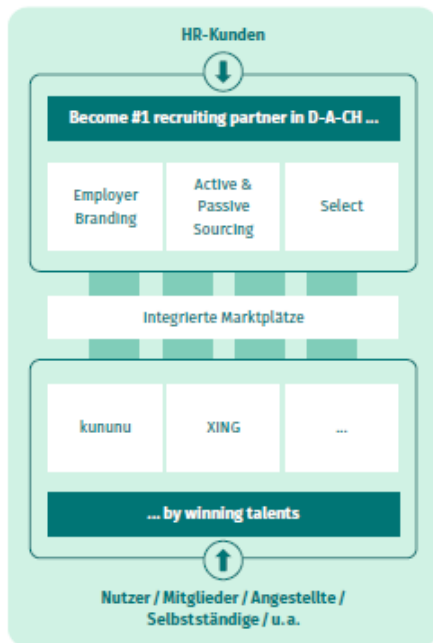 HR-Kunden
Become #1 recruiting partner in D-A-CH ...
Employer
Branding
Active &
Passive
Sourcing
Select
Integrierte Marktplätze
kununu
XING
...
... by winning talents
Nutzer / Mitglieder / Angestellte /
Selbstständige / u. a.